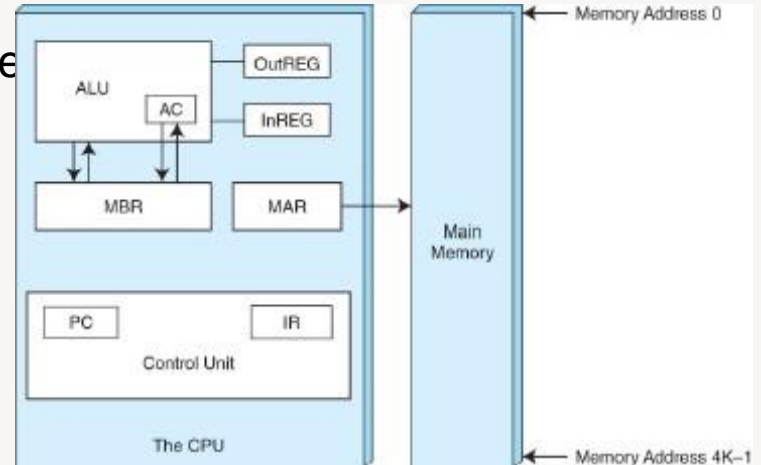 Memory Address 0
e
OutREG
ALU
AC
InREG
MBR
MAR
Main
Memory
PC
IR
Control Unit
The CPU
Memory Address 4K–1